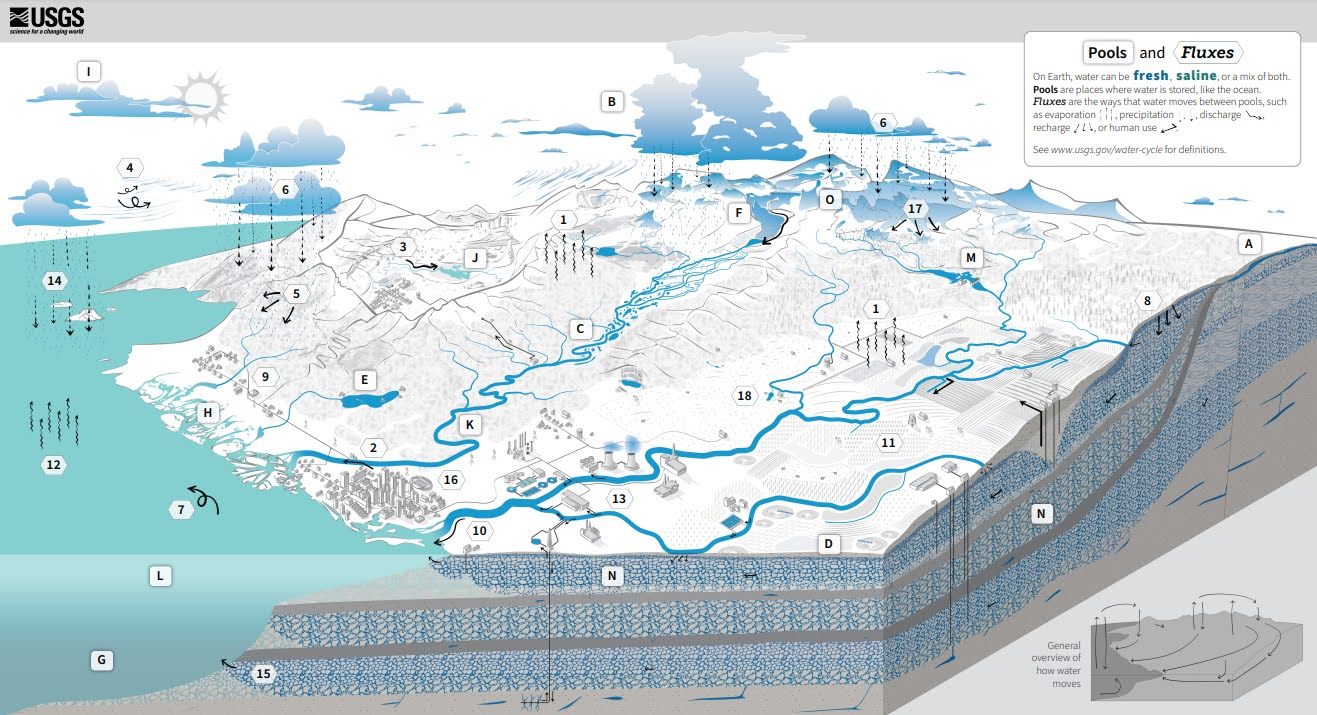 USGS
science for a changing world
Pools and Fluxes
On Earth, water can be fresh, saline, or a mix of both.
Pools are places where water is stored, like the ocean.
Fluxes are the ways that water moves between pools, such
as evaporation, precipitation, discharge,
recharge, or human use.
See www.usgs.gov/water-cycle for definitions.
I
B
6
4
6
F
O
17
1
3
J
M
A
14
5
8
C
1
9
E
18
H
K
2
11
12
16
7
13
10
N
D
L
N
G
15
General
overview of
how water
moves